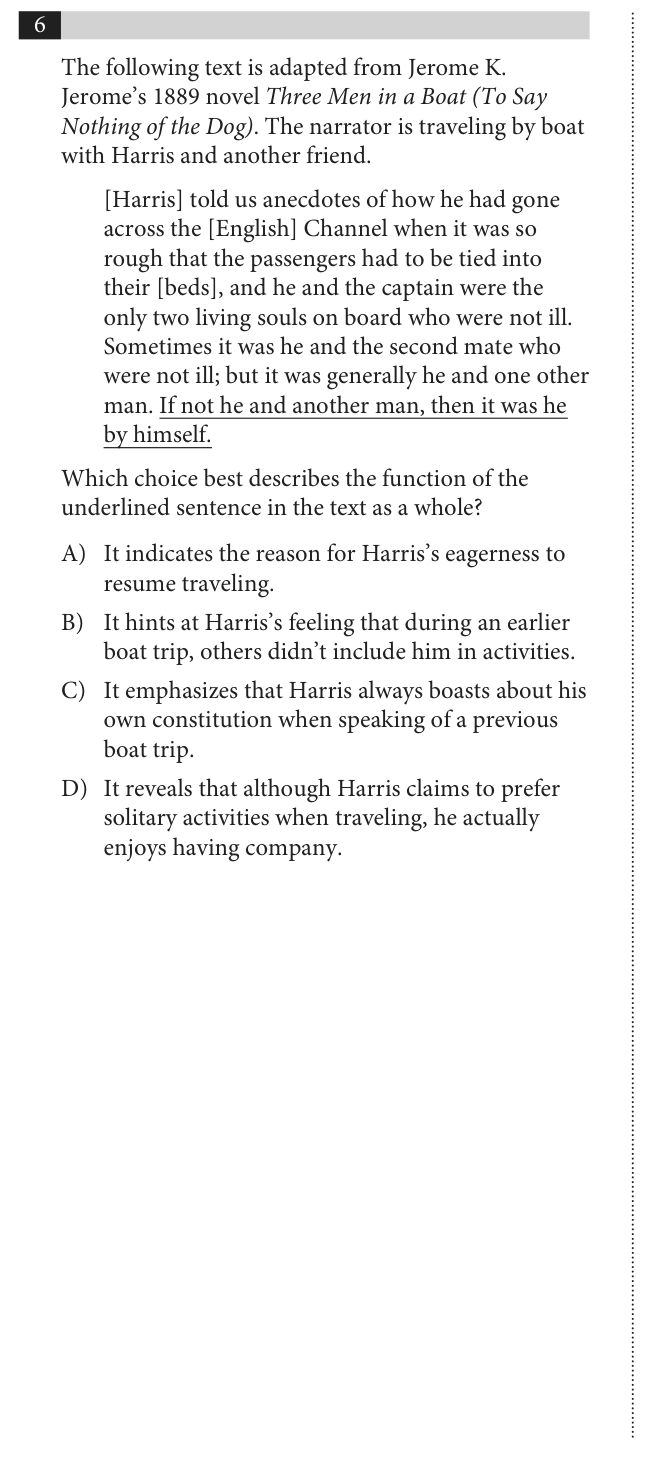 6
The following text is adapted from Jerome K.
Jerome’s 1889 novel Three Men in a Boat (To Say
Nothing of the Dog). The narrator is traveling by boat
with Harris and another friend.
[Harris] told us anecdotes of how he had gone
across the [English] Channel when it was so
rough that the passengers had to be tied into
their [beds], and he and the captain were the
only two living souls on board who were not ill.
Sometimes it was he and the second mate who
were not ill; but it was generally he and one other
man. If not he and another man, then it was he
by himself.
Which choice best describes the function of the
underlined sentence in the text as a whole?
A) It indicates the reason for Harris’s eagerness to
resume traveling.
B) It hints at Harris’s feeling that during an earlier
boat trip, others didn’t include him in activities.
C) It emphasizes that Harris always boasts about his
own constitution when speaking of a previous
boat trip.
D) It reveals that although Harris claims to prefer
solitary activities when traveling, he actually
enjoys having company.